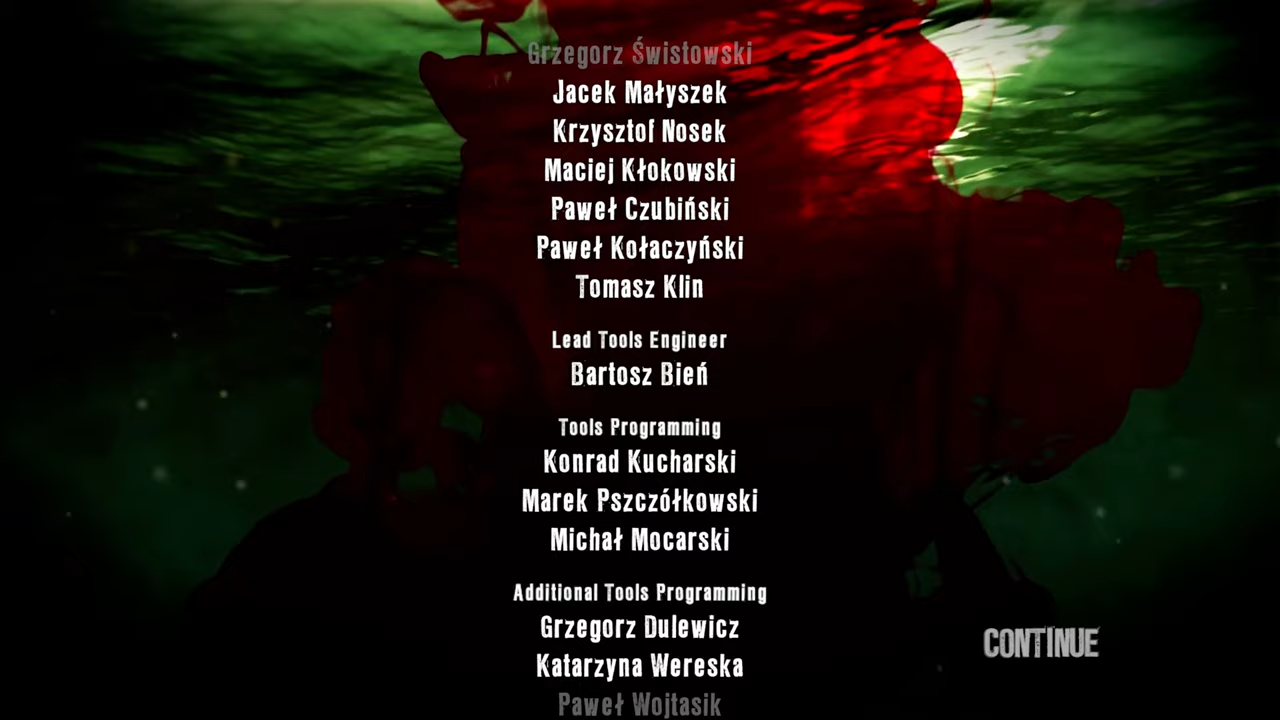 Grzegorz Świstowski
Jacek Małyszek
Krzysztof Nosek
Maciej Kłokowski
Paweł Czubiński
Paweł Kołaczyński
Tomasz Klin
Lead Tools Engineer
Bartosz Bień
Tools Programming
Konrad Kucharski
Marek Pszczółkowski
Michał Mocarski
Additional Tools Programming
Grzegorz Dulewicz
Katarzyna Wereska
CONTINUE
Paweł Wojtasik